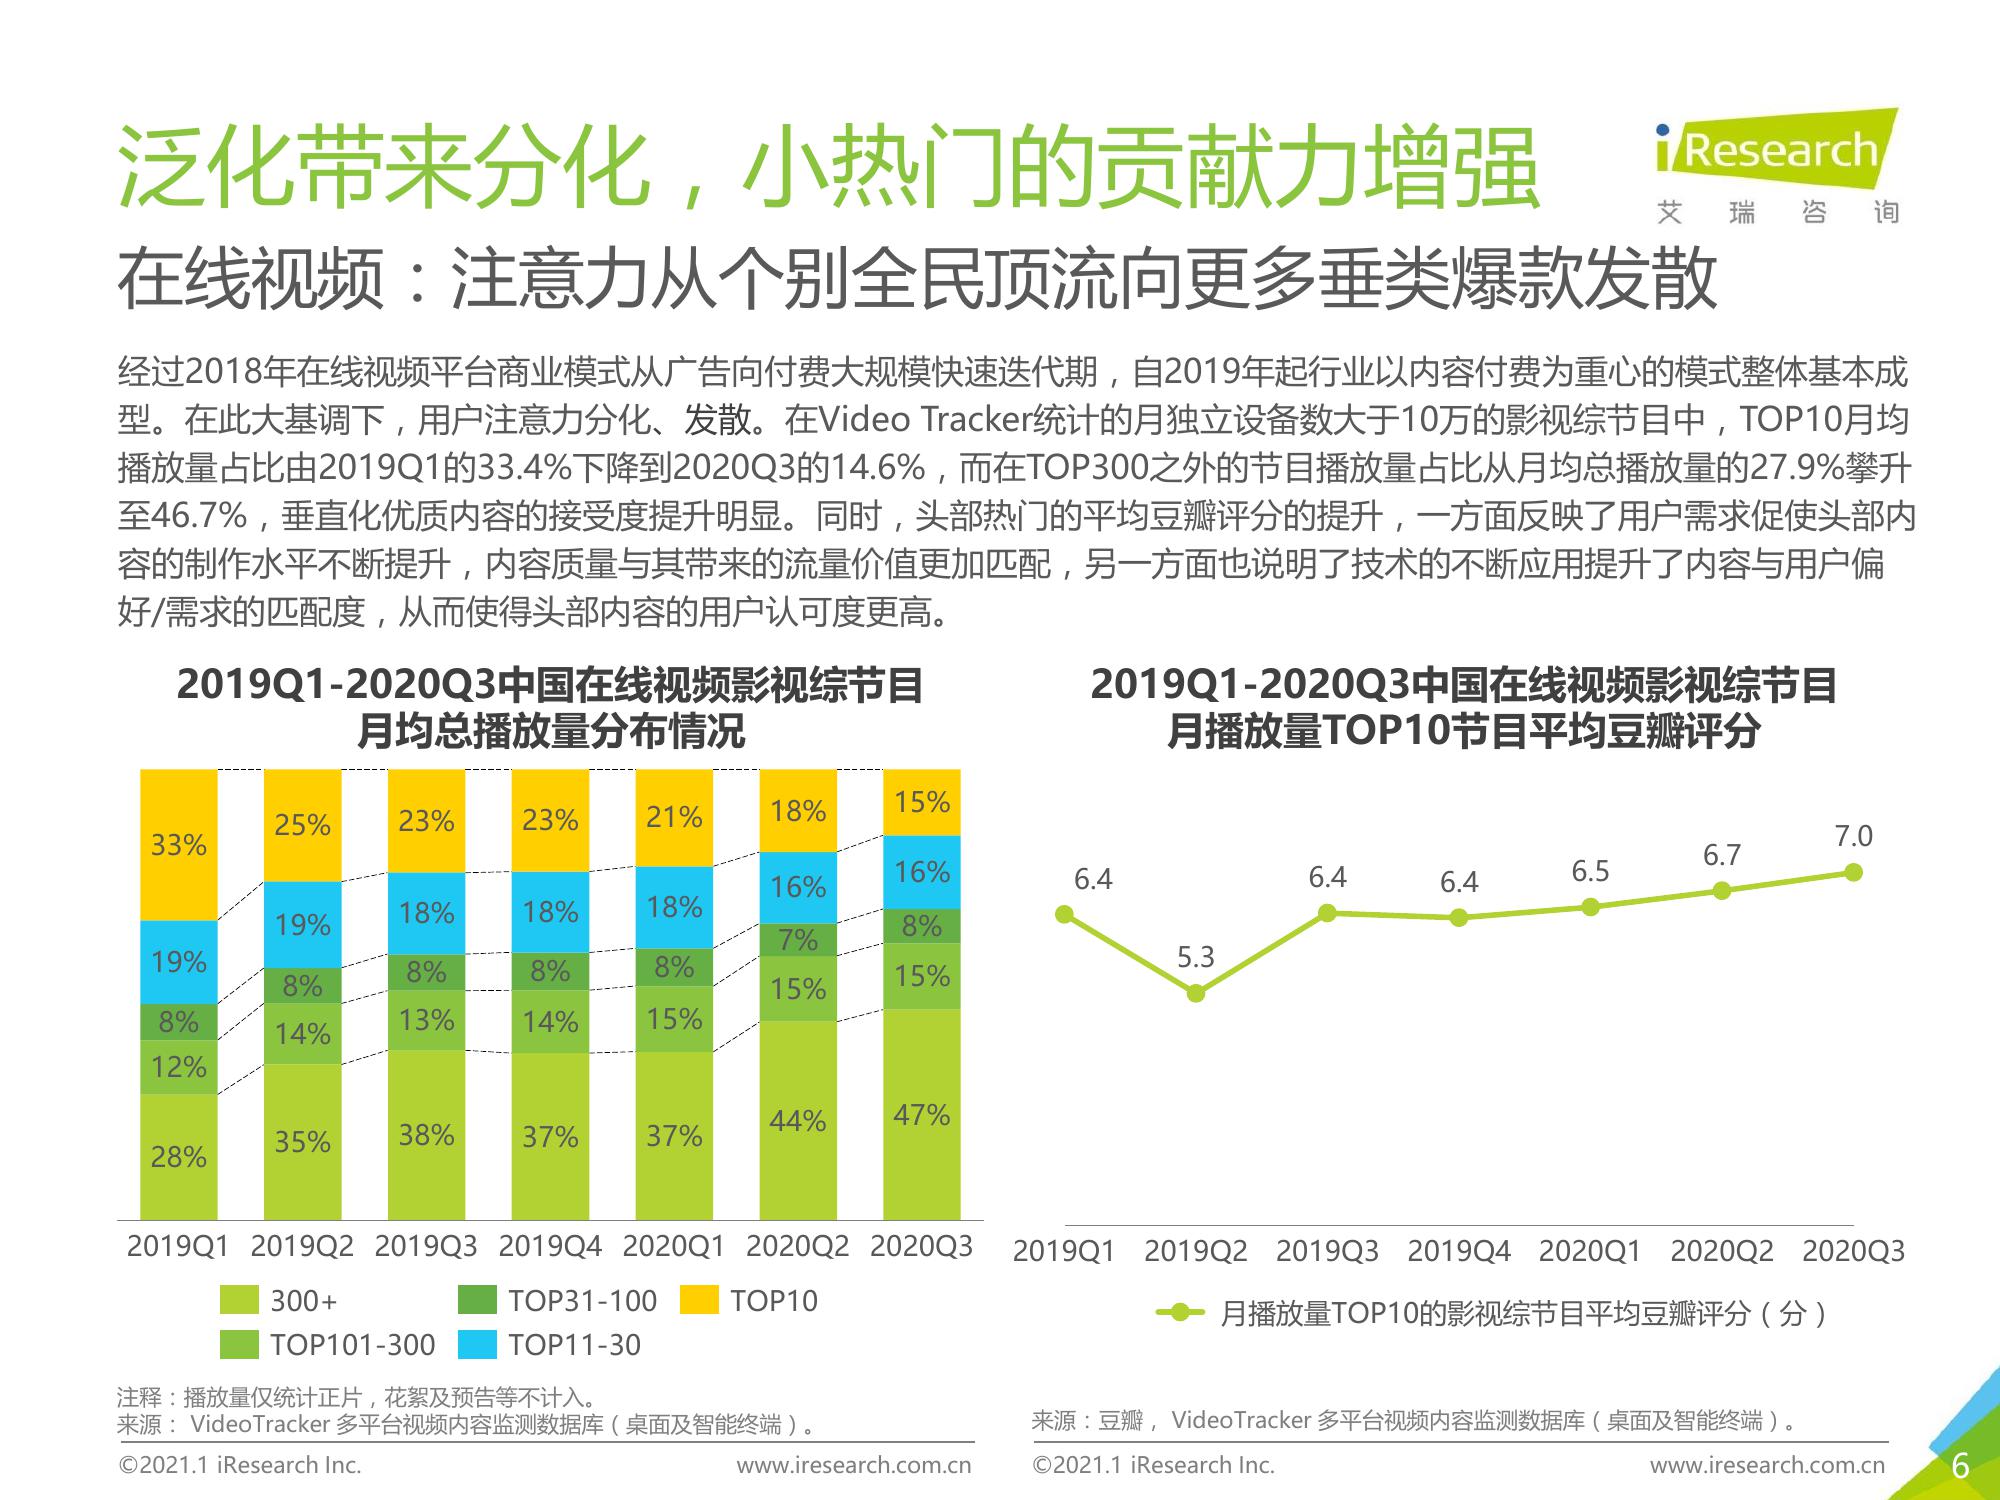 泛化带来分化，小热门的贡献力增强
iResearch
艾瑞咨询
在线视频：注意力从个别全民顶流向更多垂类爆款发散
经过2018年在线视频平台商业模式从广告向付费大规模快速迭代期，自2019年起行业以内容付费为重心的模式整体基本成
型。在此大基调下，用户注意力分化、发散。在Video Tracker统计的月独立设备数大于10万的影视综节目中，TOP10月均
播放量占比由2019Q1的33.4%下降到2020Q3的14.6%，而在TOP300之外的节目播放量占比从月均总播放量的27.9%攀升
至46.7%，垂直化优质内容的接受度提升明显。同时，头部热门的平均豆瓣评分的提升，一方面反映了用户需求促使头部内
容的制作水平不断提升，内容质量与其带来的流量价值更加匹配，另一方面也说明了技术的不断应用提升了内容与用户偏
好/需求的匹配度，从而使得头部内容的用户认可度更高。
2019Q1-2020Q3中国在线视频影视综节目
月均总播放量分布情况
33% 25% 23% 23% 21% 18% 15%
19% 19% 18% 18% 18% 16% 16%
8% 8% 8% 8% 8% 7% 8%
12% 14% 13% 14% 15% 15% 15%
28% 35% 38% 37% 37% 44% 47%
2019Q1 2019Q2 2019Q3 2019Q4 2020Q1 2020Q2 2020Q3
300+ TOP31-100 TOP10
TOP101-300 TOP11-30
注释：播放量仅统计正片，花絮及预告等不计入。
来源： VideoTracker 多平台视频内容监测数据库（桌面及智能终端）。
©2021.1 iResearch Inc. www.iresearch.com.cn
2019Q1-2020Q3中国在线视频影视综节目
月播放量TOP10节目平均豆瓣评分
6.4 5.3 6.4 6.4 6.5 6.7 7.0
2019Q1 2019Q2 2019Q3 2019Q4 2020Q1 2020Q2 2020Q3
月播放量TOP10的影视综节目平均豆瓣评分（分）
来源：豆瓣， VideoTracker 多平台视频内容监测数据库（桌面及智能终端）。
©2021.1 iResearch Inc. www.iresearch.com.cn
6